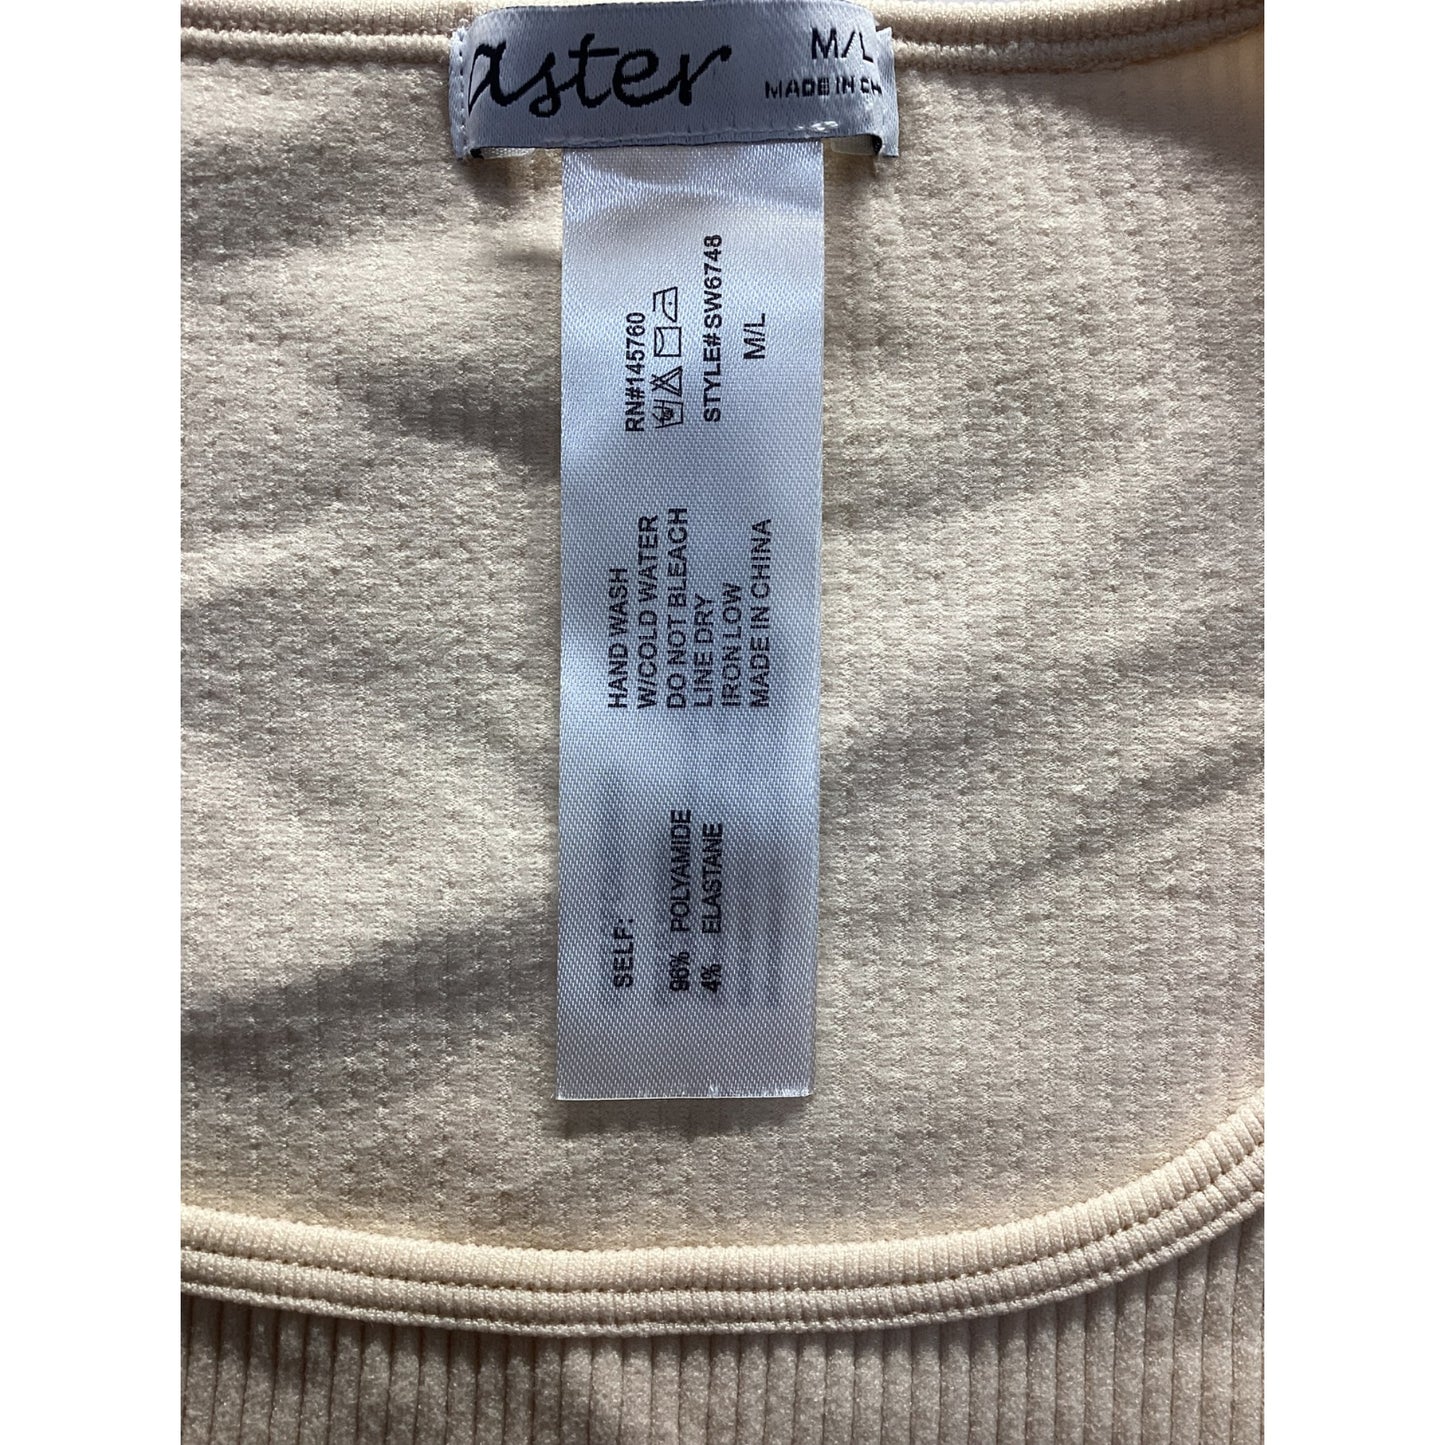 aster
M/L
MADE IN CH
RN#145760
STYLE# SW6748
M/L
HAND WASH
W/COLD WATER
DO NOT BLEACH
LINE DRY
IRON LOW
MADE IN CHINA
SELF:
96% POLYAMIDE
4% ELASTANE